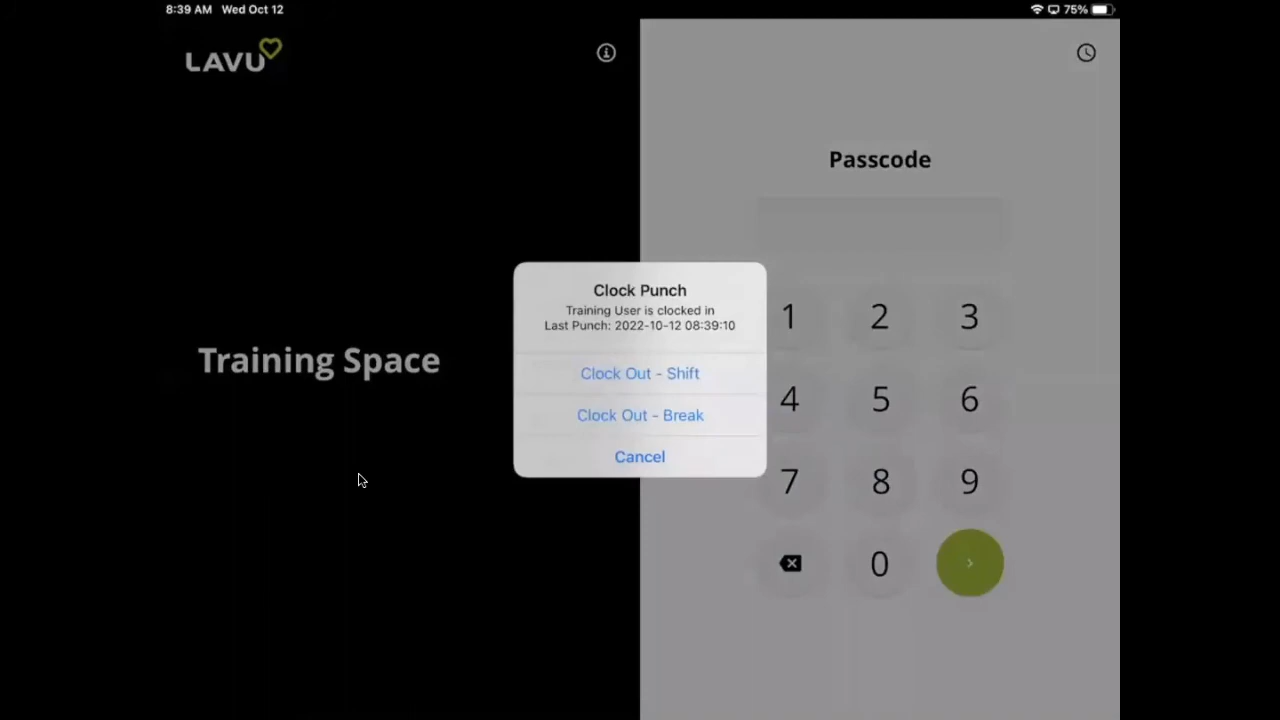 8:39 AM Wed Oct 12
75%
LAVU
Passcode
Clock Punch
Training User is clocked in
Last Punch: 2022-10-12 08:39:10
Clock Out - Shift
Clock Out - Break
Cancel
Training Space
1 2 3
4 5 6
7 8 9
0